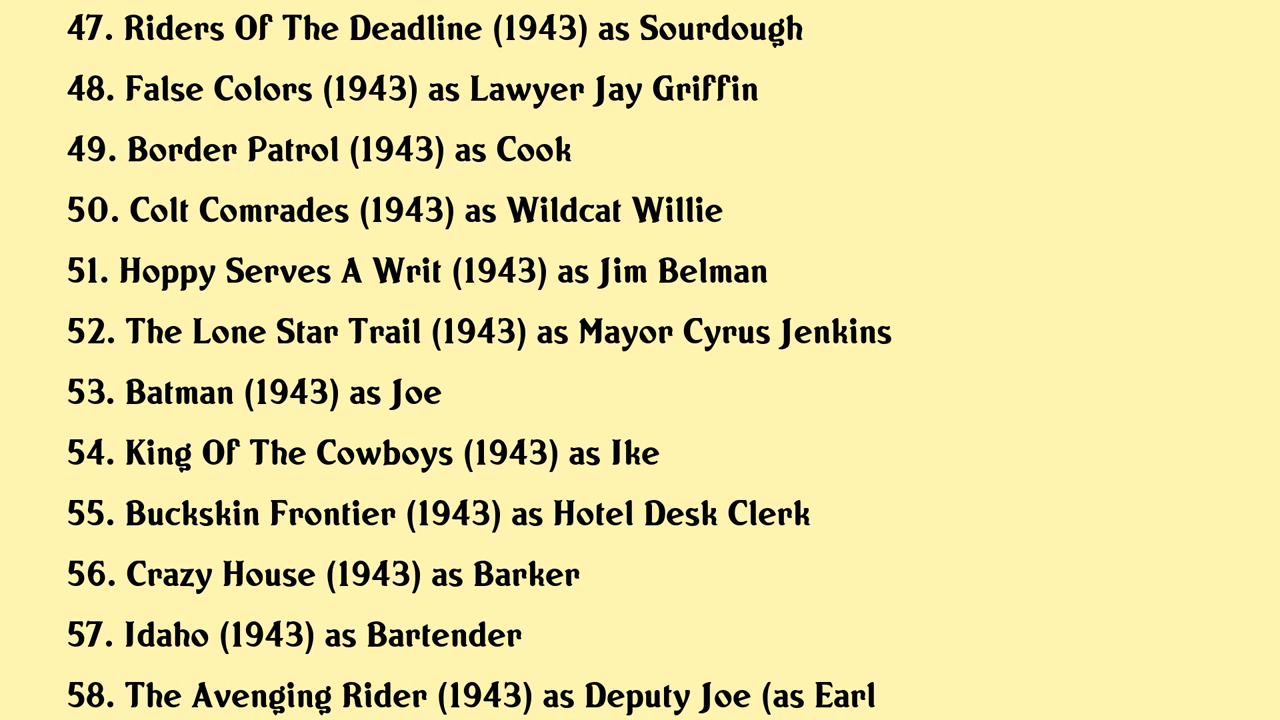 47. Riders Of The Deadline (1943) as Sourdough
48. False Colors (1943) as Lawyer Jay Griffin
49. Border Patrol (1943) as Cook
50. Colt Comrades (1943) as Wildcat Willie
51. Hoppy Serves A Writ (1943) as Jim Belman
52. The Lone Star Trail (1943) as Mayor Cyrus Jenkins
53. Batman (1943) as Joe
54. King Of The Cowboys (1943) as Ike
55. Buckskin Frontier (1943) as Hotel Desk Clerk
56. Crazy House (1943) as Barker
57. Idaho (1943) as Bartender
58. The Avenging Rider (1943) as Deputy Joe (as Earl